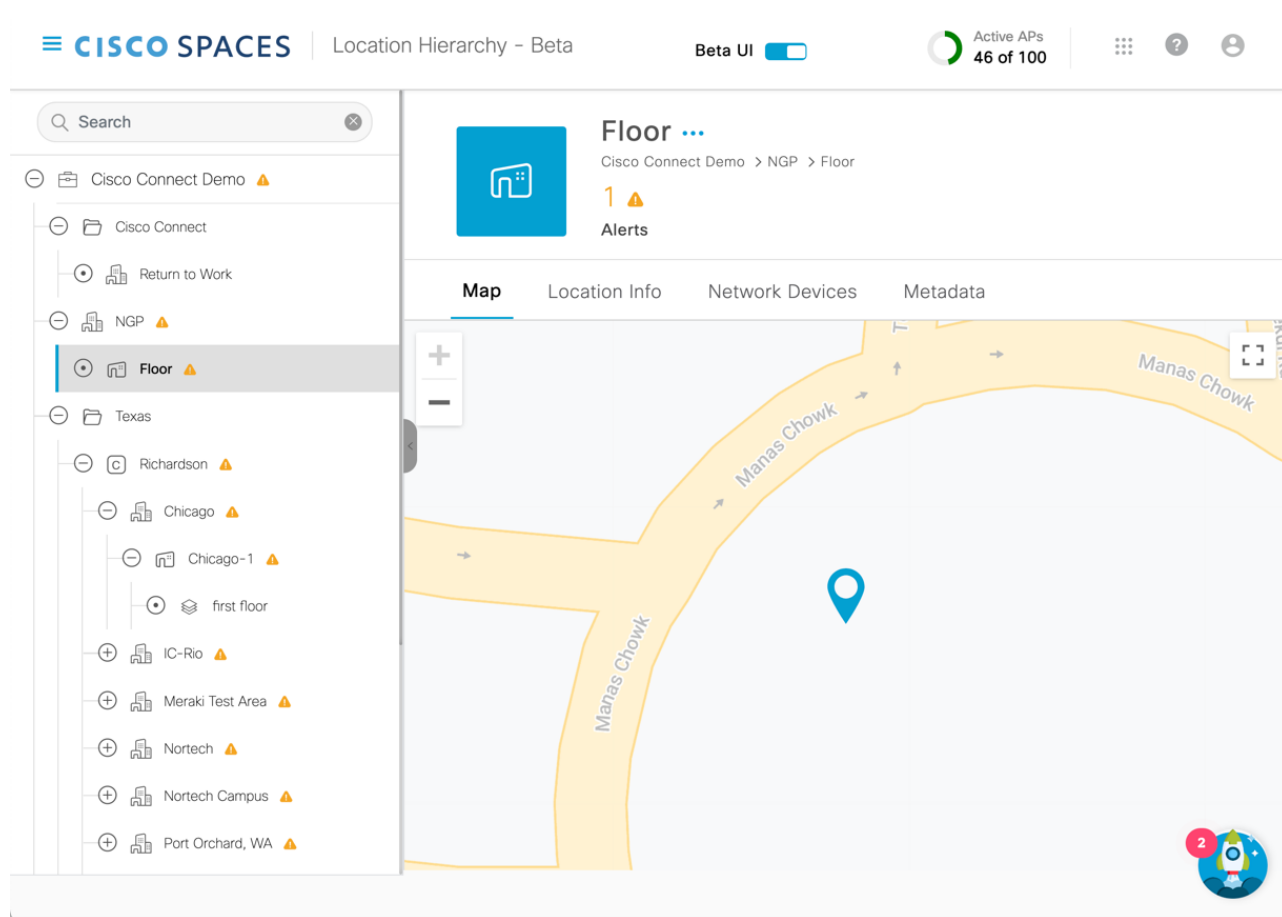 CISCO SPACES
Location Hierarchy - Beta
Beta UI
Active APs
46 of 100
?
Search
Cisco Connect Demo
Cisco Connect
Return to Work
NGP
Floor
Texas
C Richardson
Chicago
Chicago-1
first floor
IC-Rio
Meraki Test Area
Nortech
Nortech Campus
Port Orchard, WA
Floor ...
Cisco Connect Demo > NGP > Floor
1
Alerts
Map Location Info Network Devices Metadata
Manas Chowk
Manas Chowk
Manas Chowk
2